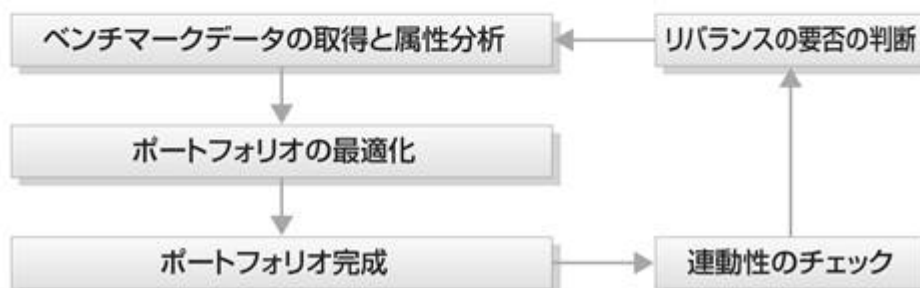 ベンチマークデータの取得と属性分析
リバランスの要否の判断
ポートフォリオの最適化
ポートフォリオ完成
連動性のチェック